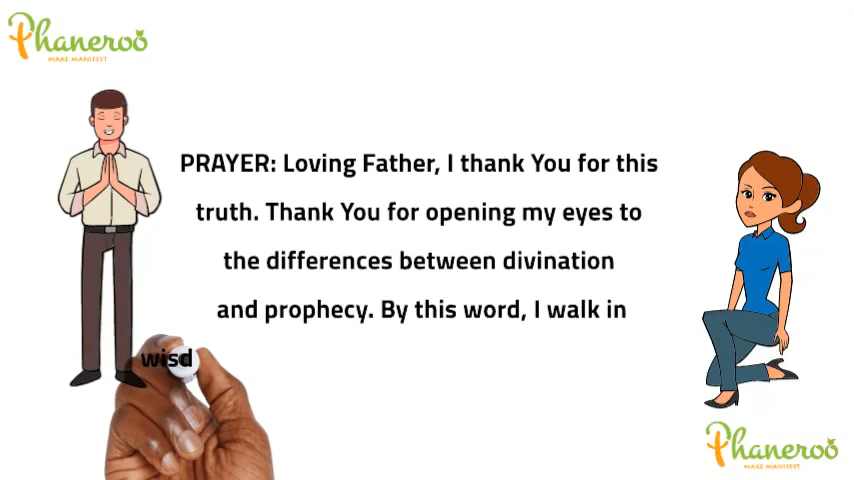 Phaneroo
MAKE MANIFEST
PRAYER: Loving Father, I thank You for this
truth. Thank You for opening my eyes to
the differences between divination
and prophecy. By this word, I walk in
wisd
Phaneroo
MAKE MANIFEST